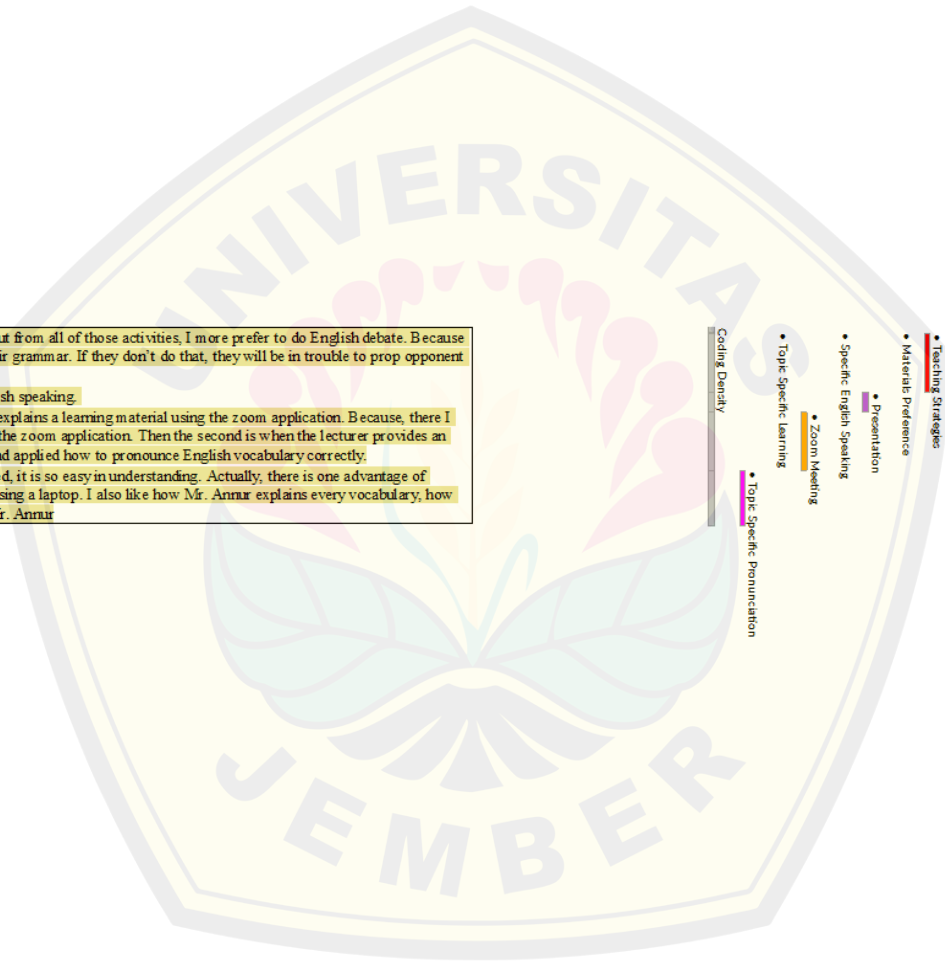 UNIVERSITAS
ut from all of those activities, I more prefer to do English debate. Because
ir grammar. If they don't do that, they will be in trouble to prop opponent
sh speaking.
explains a learning material using the zoom application. Because, there I
the zoom application. Then the second is when the lecturer provides an
nd applied how to pronounce English vocabulary correctly.
ed, it is so easy in understanding. Actually, there is one advantage of
sing a laptop. I also like how Mr. Annur explains every vocabulary, how
r. Annur
Coding Density
• Topic Specific Pronunciation
• Topic Specific Learning
• Zoom Meeting
• Specific English Speaking
• Presentation
• Materials Preference
• Teaching Strategies
JEMBER